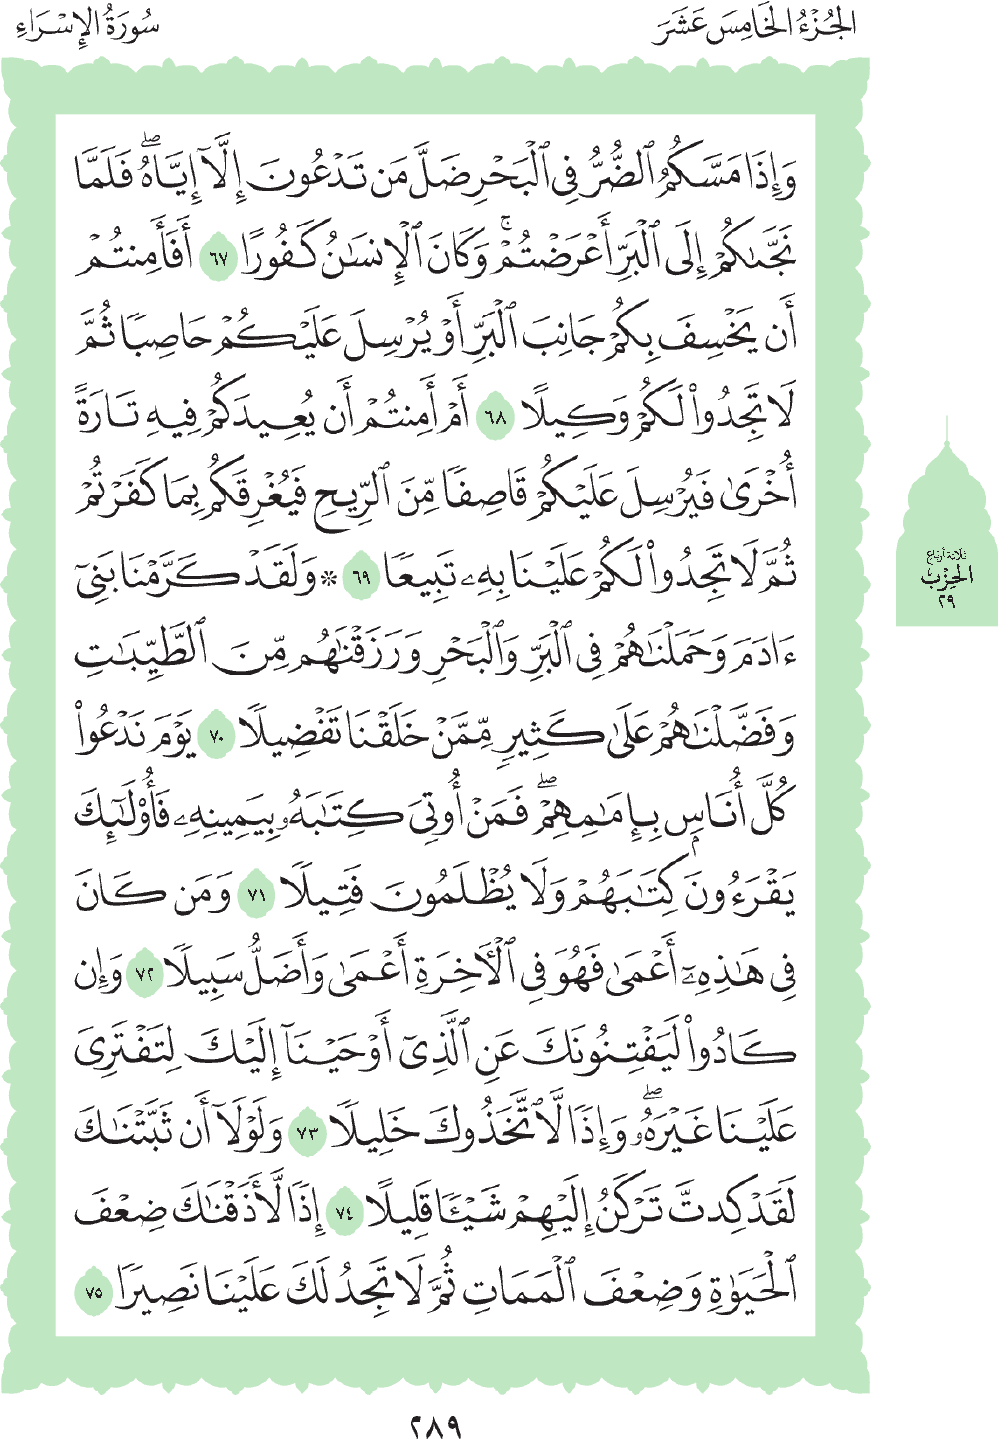 الجُزْءُ الخَامِسَ عَشَرَ
سُورَةُ الإِسْرَاءِ
وَإِذَا مَسَّكُمُ ٱلضُّرُّ فِي ٱلْبَحْرِ ضَلَّ مَن تَدْعُونَ إِلَّآ إِيَّاهُۖ فَلَمَّا
نَجَّىٰكُمْ إِلَى ٱلْبَرِّ أَعْرَضْتُمْۚ وَكَانَ ٱلْإِنسَٰنُ كَفُورًا ٦٧ أَفَأَمِنتُمْ
أَن يَخْسِفَ بِكُمْ جَانِبَ ٱلْبَرِّ أَوْ يُرْسِلَ عَلَيْكُمْ حَاصِبًا ثُمَّ
لَا تَجِدُوا۟ لَكُمْ وَكِيلًا ٦٨ أَمْ أَمِنتُمْ أَن يُعِيدَكُمْ فِيهِ تَارَةً
أُخْرَىٰ فَيُرْسِلَ عَلَيْكُمْ قَاصِفًا مِّنَ ٱلرِّيحِ فَيُغْرِقَكُم بِمَا كَفَرْتُمْ
ثُمَّ لَا تَجِدُوا۟ لَكُمْ عَلَيْنَا بِهِۦ تَبِيعًا ٦٩ ۞ وَلَقَدْ كَرَّمْنَا بَنِيٓ
ءَادَمَ وَحَمَلْنَٰهُمْ فِي ٱلْبَرِّ وَٱلْبَحْرِ وَرَزَقْنَٰهُم مِّنَ ٱلطَّيِّبَٰتِ
وَفَضَّلْنَٰهُمْ عَلَىٰ كَثِيرٍ مِّمَّنْ خَلَقْنَا تَفْضِيلًا ٧٠ يَوْمَ نَدْعُوا۟
كُلَّ أُنَاسٍۭ بِإِمَٰمِهِمْۖ فَمَنْ أُوتِيَ كِتَٰبَهُۥ بِيَمِينِهِۦ فَأُو۟لَٰٓئِكَ
يَقْرَءُونَ كِتَٰبَهُمْ وَلَا يُظْلَمُونَ فَتِيلًا ٧١ وَمَن كَانَ
فِي هَٰذِهِۦٓ أَعْمَىٰ فَهُوَ فِي ٱلْأٓخِرَةِ أَعْمَىٰ وَأَضَلُّ سَبِيلًا ٧٢ وَإِن
كَادُوا۟ لَيَفْتِنُونَكَ عَنِ ٱلَّذِيٓ أَوْحَيْنَآ إِلَيْكَ لِتَفْتَرِيَ
عَلَيْنَا غَيْرَهُۥۖ وَإِذًا لَّٱتَّخَذُوكَ خَلِيلًا ٧٣ وَلَوْلَآ أَن ثَبَّتْنَٰكَ
لَقَدْ كِدتَّ تَرْكَنُ إِلَيْهِمْ شَيْـًٔا قَلِيلًا ٧٤ إِذًا لَّأَذَقْنَٰكَ ضِعْفَ
ٱلْحَيَوٰةِ وَضِعْفَ ٱلْمَمَاتِ ثُمَّ لَا تَجِدُ لَكَ عَلَيْنَا نَصِيرًا ٧٥
ثلاثة أرباع
الحِزْب
٢٩
٢٨٩